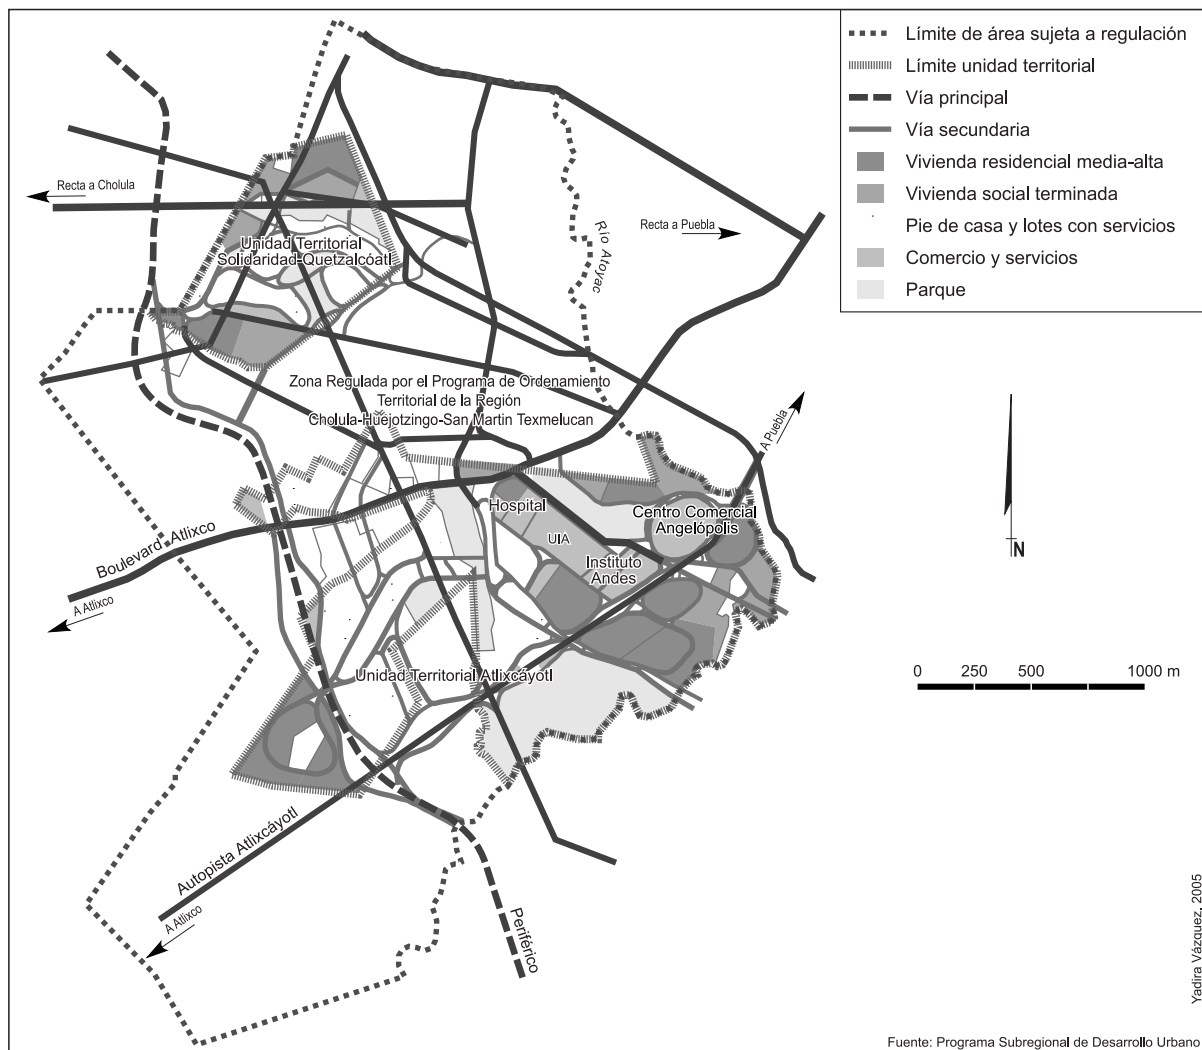 Límite de área sujeta a regulación
Límite unidad territorial
Vía principal
Vía secundaria
Vivienda residencial media-alta
Vivienda social terminada
Pie de casa y lotes con servicios
Comercio y servicios
Parque
Recta a Cholula
Recta a Puebla
Río Atoyac
Unidad Territorial
Solidaridad-Quetzalcóatl
Zona Regulada por el Programa de Ordenamiento
Territorial de la Región
Cholula-Huejotzingo-San Martin Texmelucan
A Puebla
Hospital
Centro Comercial
Angelópolis
UIA
Instituto
Andes
Boulevard Atlixco
A Atlixco
Unidad Territorial Atlixcáyotl
Autopista Atlixcáyotl
A Atlixco
Periférico
N
0 250 500 1000 m
Yadira Vázquez, 2005
Fuente: Programa Subregional de Desarrollo Urbano